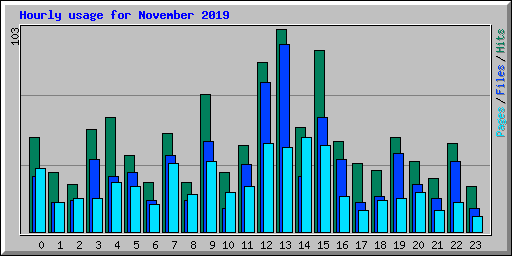 Hourly usage for November 2019
103
Pages / Files / Hits
0 1 2 3 4 5 6 7 8 9 10 11 12 13 14 15 16 17 18 19 20 21 22 23